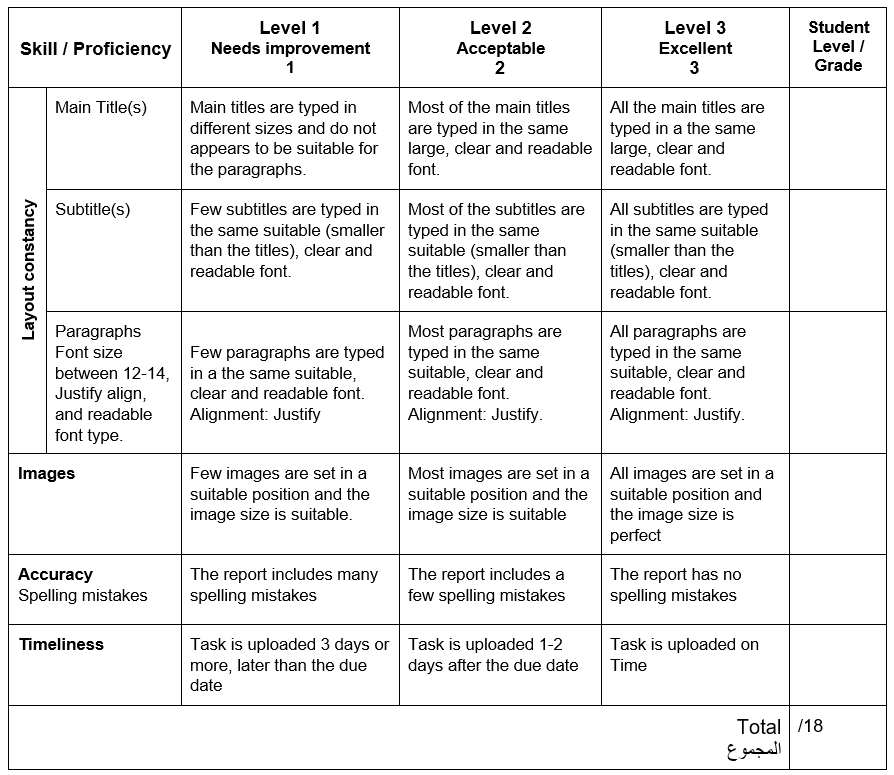 Skill / Proficiency
Level 1
Needs improvement
1
Level 2
Acceptable
2
Level 3
Excellent
3
Student
Level /
Grade
Layout constancy
Main Title(s)
Main titles are typed in
different sizes and do not
appears to be suitable for
the paragraphs.
Most of the main titles
are typed in the same
large, clear and readable
font.
All the main titles are
typed in a the same
large, clear and
readable font.
Subtitle(s)
Few subtitles are typed in
the same suitable (smaller
than the titles), clear and
readable font.
Most of the subtitles are
typed in the same
suitable (smaller than
the titles), clear and
readable font.
All subtitles are typed
in the same suitable
(smaller than the
titles), clear and
readable font.
Paragraphs
Font size
between 12-14,
Justify align,
and readable
font type.
Few paragraphs are typed
in a the same suitable,
clear and readable font.
Alignment: Justify
Most paragraphs are
typed in the same
suitable, clear and
readable font.
Alignment: Justify.
All paragraphs are
typed in the same
suitable, clear and
readable font.
Alignment: Justify.
Images
Few images are set in a
suitable position and the
image size is suitable.
Most images are set in a
suitable position and the
image size is suitable
All images are set in a
suitable position and
the image size is
perfect
Accuracy
Spelling mistakes
The report includes many
spelling mistakes
The report includes a
few spelling mistakes
The report has no
spelling mistakes
Timeliness
Task is uploaded 3 days or
more, later than the due
date
Task is uploaded 1-2
days after the due date
Task is uploaded on
Time
Total
المجموع
/18